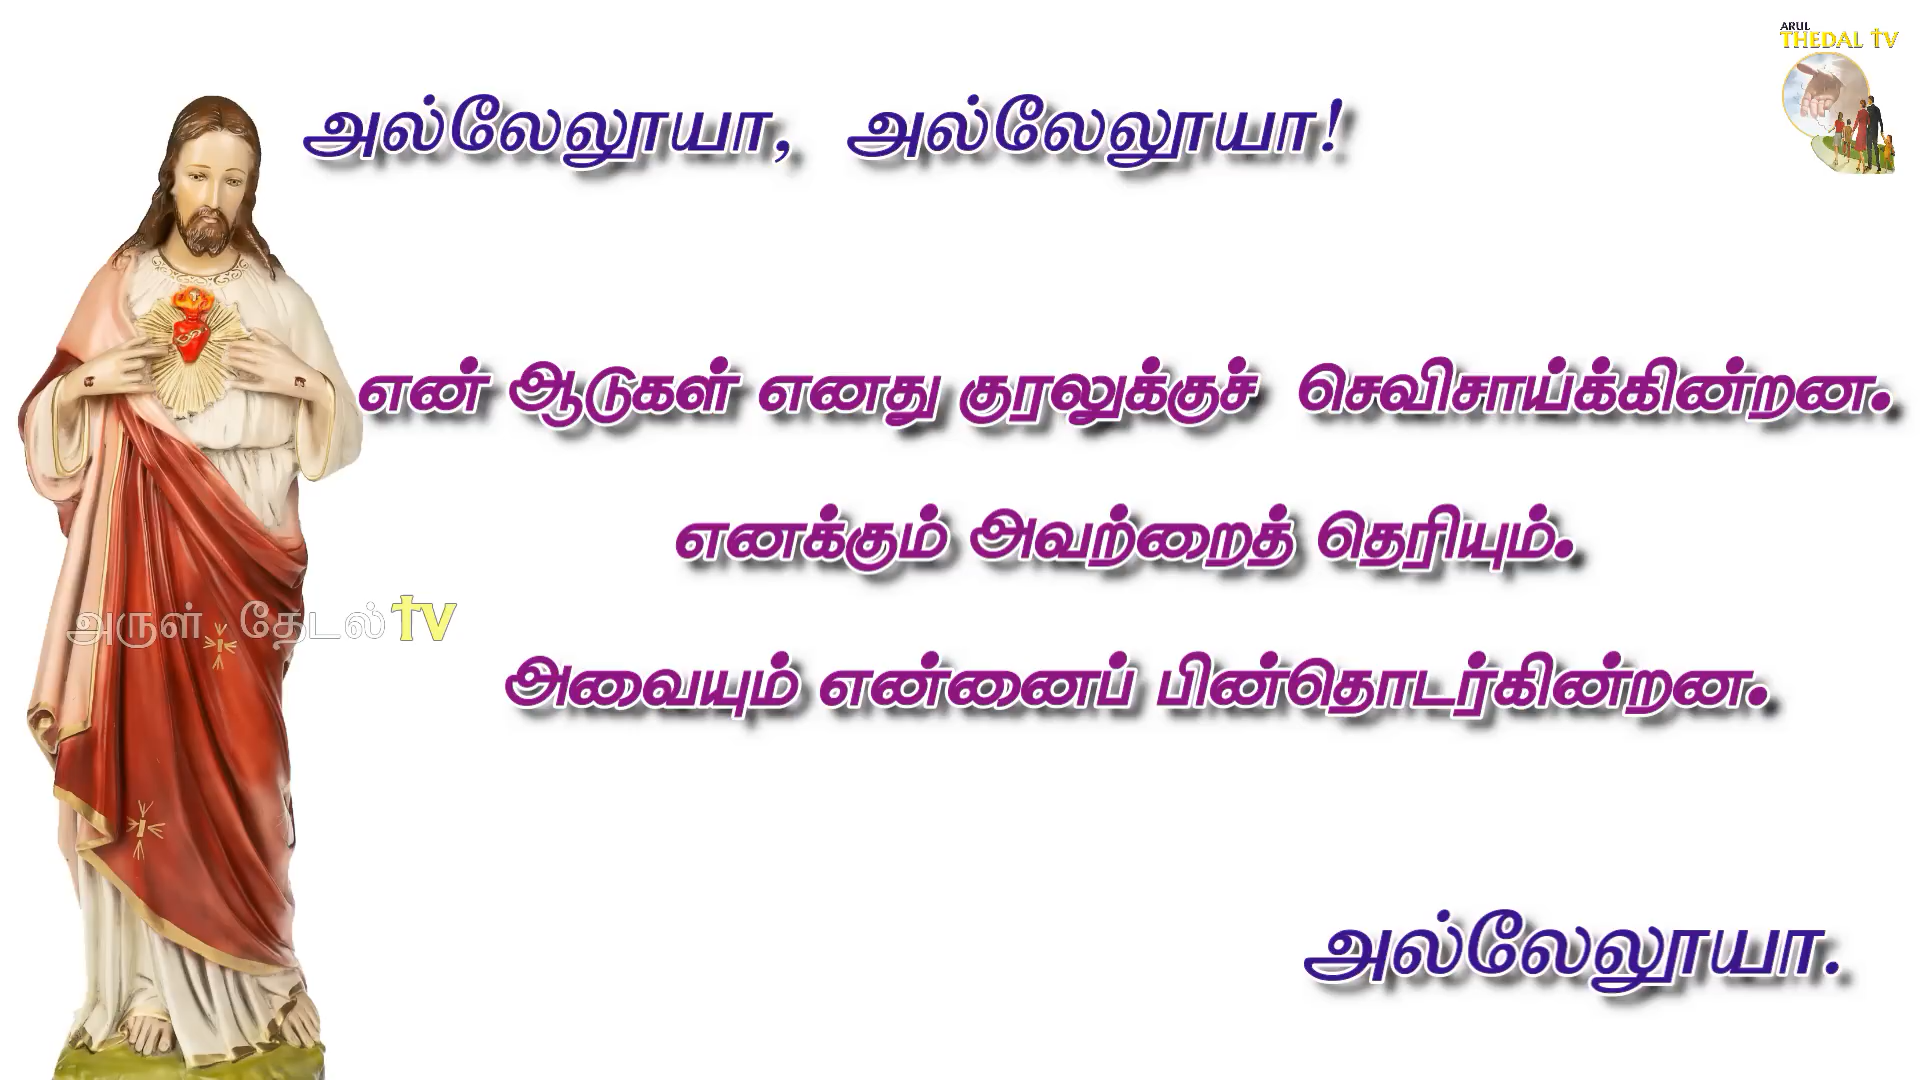 ARUL
THEDAL TV
அல்லேலூயா, அல்லேலூயா!
என் ஆடுகள் எனது குரலுக்குச் செவிசாய்க்கின்றன.
எனக்கும் அவற்றைத் தெரியும்.
அருள் தேடல் TV
அவையும் என்னைப் பின்தொடர்கின்றன.
அல்லேலூயா.